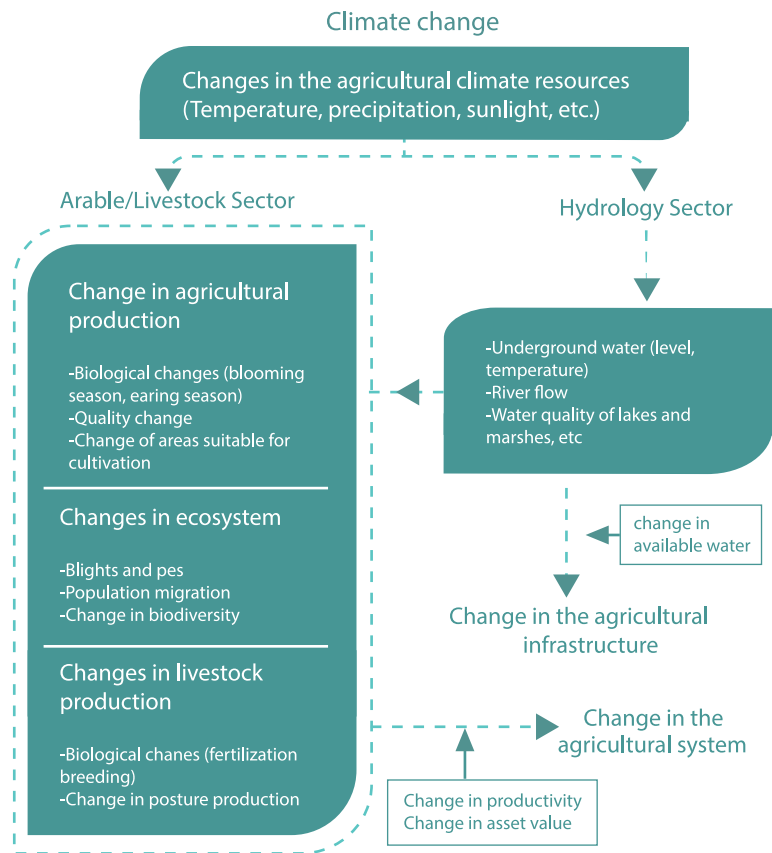 Climate change
Changes in the agricultural climate resources
(Temperature, precipitation, sunlight, etc.)
Arable/Livestock Sector
Change in agricultural
production
-Biological changes (blooming
season, earing season)
-Quality change
-Change of areas suitable for
cultivation
Changes in ecosystem
-Blights and pes
-Population migration
-Change in biodiversity
Changes in livestock
production
-Biological chanes (fertilization
breeding)
-Change in posture production
Hydrology Sector
-Underground water (level,
temperature)
-River flow
-Water quality of lakes and
marshes, etc
change in
available water
Change in the agricultural
infrastructure
Change in the
agricultural system
Change in productivity
Change in asset value